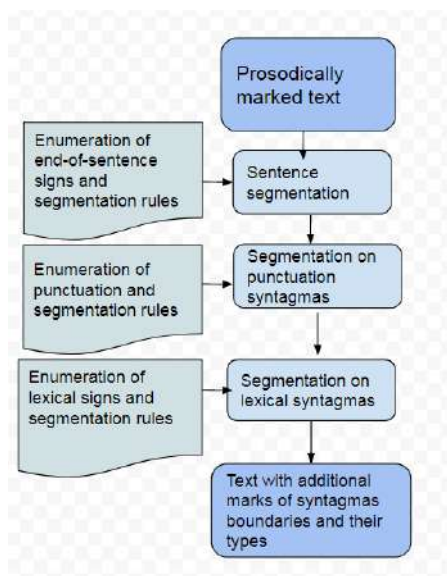 Prosodically
marked text
Enumeration of
end-of-sentence
signs and
segmentation rules
Sentence
segmentation
Enumeration of
punctuation and
segmentation rules
Segmentation on
punctuation
syntagmas
Enumeration of
lexical signs and
segmentation rules
Segmentation on
lexical syntagmas
Text with additional
marks of syntagmas
boundaries and their
types